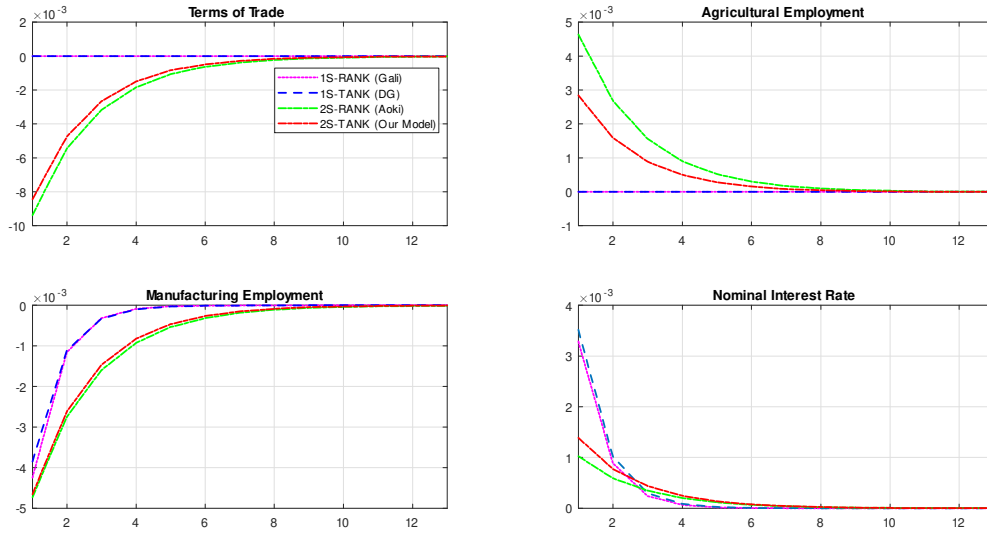 Terms of Trade
×10⁻³
2
0
-2
-4
-6
-8
-10
2 4 6 8 10 12
1S-RANK (Gali)
1S-TANK (DG)
2S-RANK (Aoki)
2S-TANK (Our Model)
Agricultural Employment
×10⁻³
5
4
3
2
1
0
-1
2 4 6 8 10 12
Manufacturing Employment
×10⁻³
0
-1
-2
-3
-4
-5
2 4 6 8 10 12
Nominal Interest Rate
×10⁻³
4
3
2
1
0
2 4 6 8 10 12